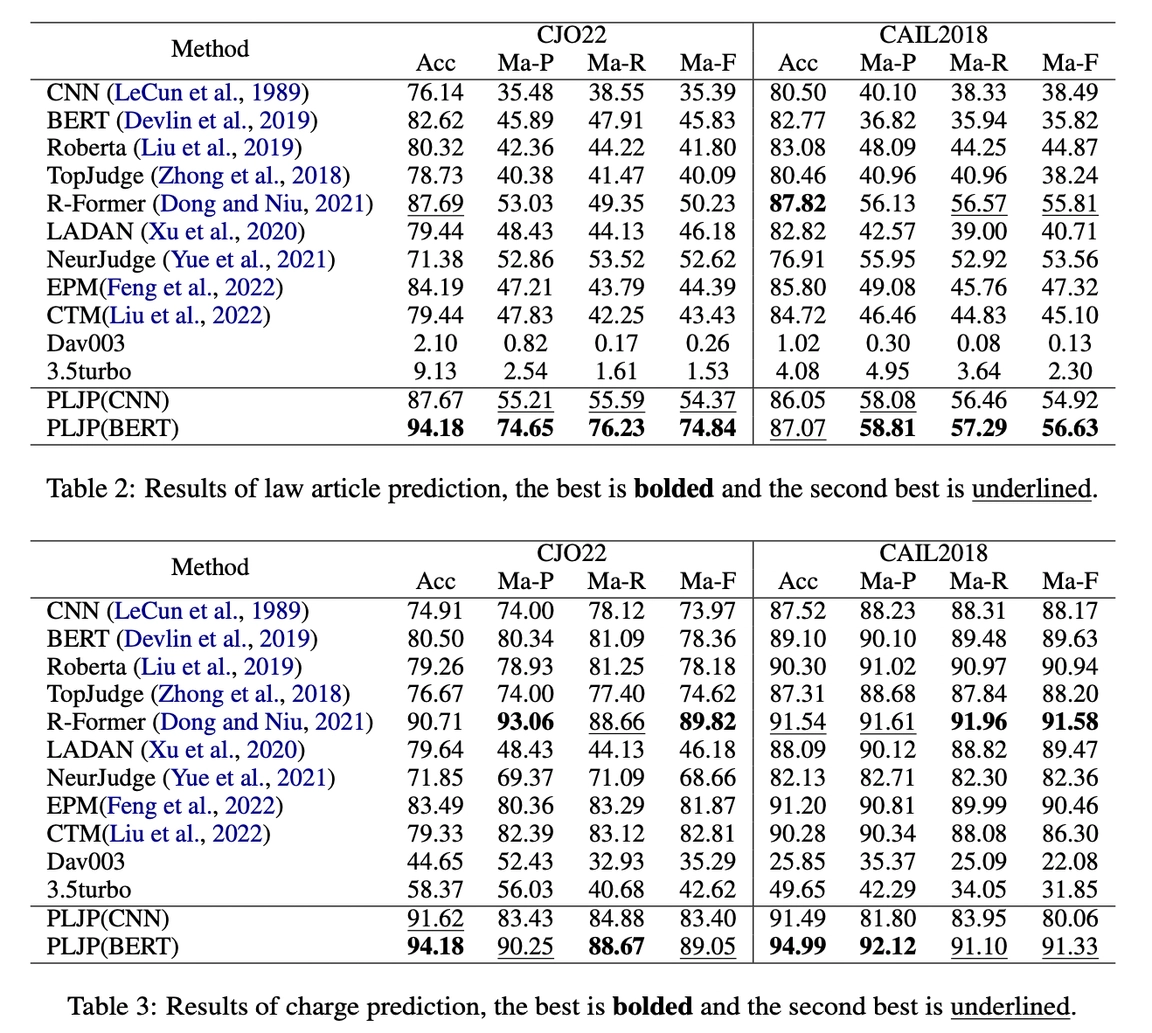 Method CJO22 CAIL2018
Acc Ma-P Ma-R Ma-F Acc Ma-P Ma-R Ma-F
CNN (LeCun et al., 1989) 76.14 35.48 38.55 35.39 80.50 40.10 38.33 38.49
BERT (Devlin et al., 2019) 82.62 45.89 47.91 45.83 82.77 36.82 35.94 35.82
Roberta (Liu et al., 2019) 80.32 42.36 44.22 41.80 83.08 48.09 44.25 44.87
TopJudge (Zhong et al., 2018) 78.73 40.38 41.47 40.09 80.46 40.96 40.96 38.24
R-Former (Dong and Niu, 2021) 87.69 53.03 49.35 50.23 87.82 56.13 56.57 55.81
LADAN (Xu et al., 2020) 79.44 48.43 44.13 46.18 82.82 42.57 39.00 40.71
NeurJudge (Yue et al., 2021) 71.38 52.86 53.52 52.62 76.91 55.95 52.92 53.56
EPM(Feng et al., 2022) 84.19 47.21 43.79 44.39 85.80 49.08 45.76 47.32
CTM(Liu et al., 2022) 79.44 47.83 42.25 43.43 84.72 46.46 44.83 45.10
Dav003 2.10 0.82 0.17 0.26 1.02 0.30 0.08 0.13
3.5turbo 9.13 2.54 1.61 1.53 4.08 4.95 3.64 2.30
PLJP(CNN) 87.67 55.21 55.59 54.37 86.05 58.08 56.46 54.92
PLJP(BERT) 94.18 74.65 76.23 74.84 87.07 58.81 57.29 56.63
Table 2: Results of law article prediction, the best is bolded and the second best is underlined.
Method CJO22 CAIL2018
Acc Ma-P Ma-R Ma-F Acc Ma-P Ma-R Ma-F
CNN (LeCun et al., 1989) 74.91 74.00 78.12 73.97 87.52 88.23 88.31 88.17
BERT (Devlin et al., 2019) 80.50 80.34 81.09 78.36 89.10 90.10 89.48 89.63
Roberta (Liu et al., 2019) 79.26 78.93 81.25 78.18 90.30 91.02 90.97 90.94
TopJudge (Zhong et al., 2018) 76.67 74.00 77.40 74.62 87.31 88.68 87.84 88.20
R-Former (Dong and Niu, 2021) 90.71 93.06 88.66 89.82 91.54 91.61 91.96 91.58
LADAN (Xu et al., 2020) 79.64 48.43 44.13 46.18 88.09 90.12 88.82 89.47
NeurJudge (Yue et al., 2021) 71.85 69.37 71.09 68.66 82.13 82.71 82.30 82.36
EPM(Feng et al., 2022) 83.49 80.36 83.29 81.87 91.20 90.81 89.99 90.46
CTM(Liu et al., 2022) 79.33 82.39 83.12 82.81 90.28 90.34 88.08 86.30
Dav003 44.65 52.43 32.93 35.29 25.85 35.37 25.09 22.08
3.5turbo 58.37 56.03 40.68 42.62 49.65 42.29 34.05 31.85
PLJP(CNN) 91.62 83.43 84.88 83.40 91.49 81.80 83.95 80.06
PLJP(BERT) 94.18 90.25 88.67 89.05 94.99 92.12 91.10 91.33
Table 3: Results of charge prediction, the best is bolded and the second best is underlined.